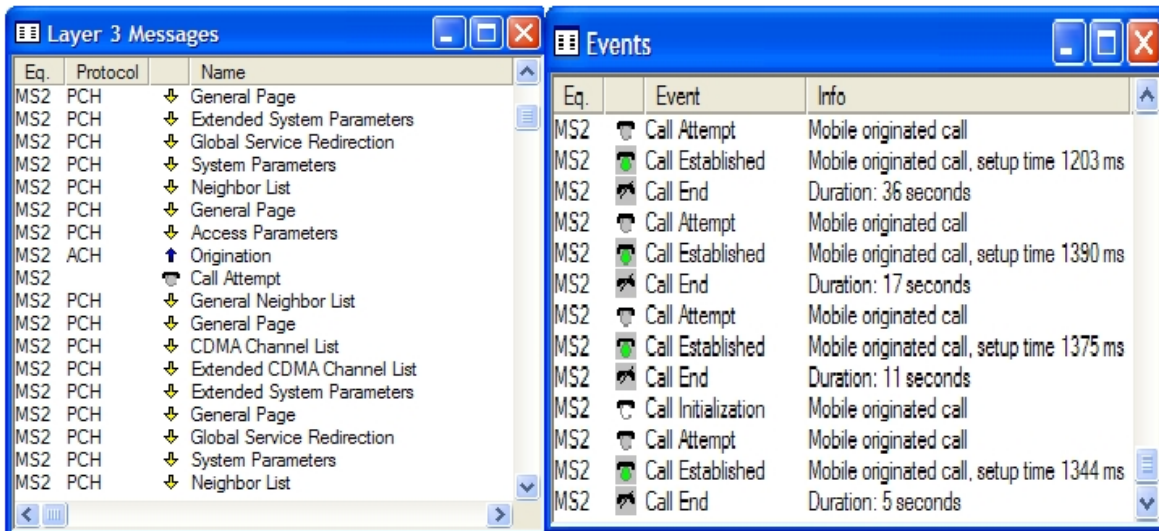 Layer 3 Messages
Eq. Protocol Name
MS2 PCH General Page
MS2 PCH Extended System Parameters
MS2 PCH Global Service Redirection
MS2 PCH System Parameters
MS2 PCH Neighbor List
MS2 PCH General Page
MS2 PCH Access Parameters
MS2 ACH Origination
MS2 Call Attempt
MS2 PCH General Neighbor List
MS2 PCH General Page
MS2 PCH CDMA Channel List
MS2 PCH Extended CDMA Channel List
MS2 PCH Extended System Parameters
MS2 PCH General Page
MS2 PCH Global Service Redirection
MS2 PCH System Parameters
MS2 PCH Neighbor List
Events
Eq. Event Info
MS2 Call Attempt Mobile originated call
MS2 Call Established Mobile originated call, setup time 1203 ms
MS2 Call End Duration: 36 seconds
MS2 Call Attempt Mobile originated call
MS2 Call Established Mobile originated call, setup time 1390 ms
MS2 Call End Duration: 17 seconds
MS2 Call Attempt Mobile originated call
MS2 Call Established Mobile originated call, setup time 1375 ms
MS2 Call End Duration: 11 seconds
MS2 Call Initialization Mobile originated call
MS2 Call Attempt Mobile originated call
MS2 Call Established Mobile originated call, setup time 1344 ms
MS2 Call End Duration: 5 seconds